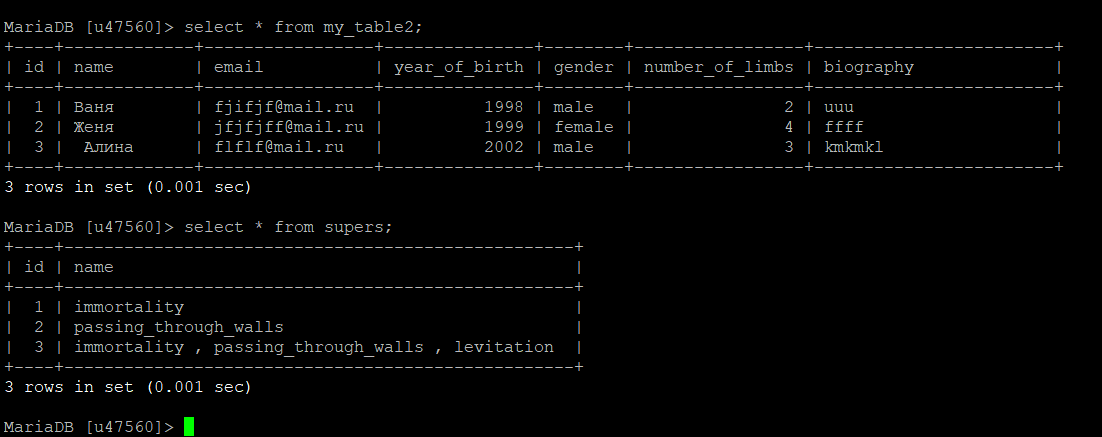 MariaDB [u47560]> select * from my_table2;
+----+-------------+-----------------+---------------+--------+-----------------+------------------------+
| id | name        | email           | year_of_birth | gender | number_of_limbs | biography              |
+----+-------------+-----------------+---------------+--------+-----------------+------------------------+
|  1 | Ваня        | fjifjf@mail.ru  |          1998 | male   |               2 | uuu                    |
|  2 | Женя        | jfjfjff@mail.ru |          1999 | female |               4 | ffff                   |
|  3 |  Алина      | flflf@mail.ru   |          2002 | male   |               3 | kmkmkl                 |
+----+-------------+-----------------+---------------+--------+-----------------+------------------------+
3 rows in set (0.001 sec)
MariaDB [u47560]> select * from supers;
+----+---------------------------------------------------+
| id | name                                              |
+----+---------------------------------------------------+
|  1 | immortality                                       |
|  2 | passing_through_walls                             |
|  3 | immortality , passing_through_walls , levitation  |
+----+---------------------------------------------------+
3 rows in set (0.001 sec)
MariaDB [u47560]>